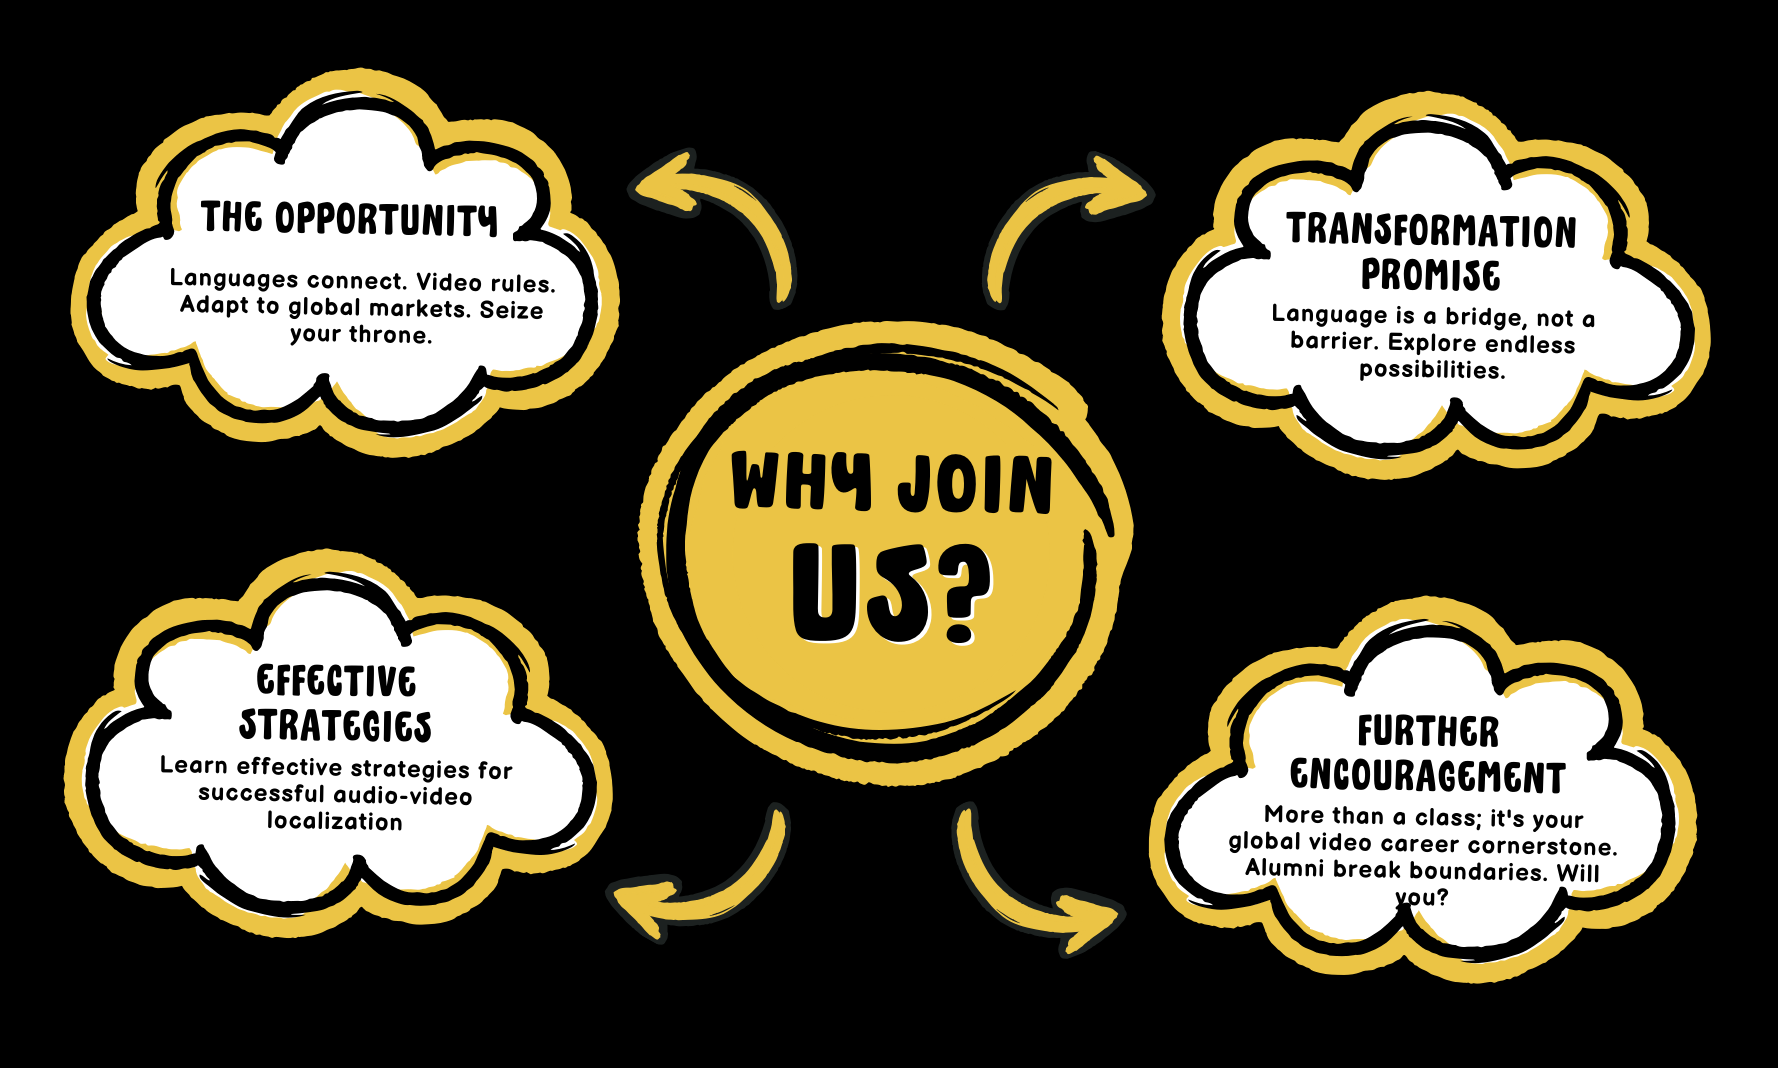 THE OPPORTUNITY
Languages connect. Video rules.
Adapt to global markets. Seize
your throne.
TRANSFORMATION
PROMISE
Language is a bridge, not a
barrier. Explore endless
possibilities.
WHY JOIN
US?
EFFECTIVE
STRATEGIES
Learn effective strategies for
successful audio-video
localization
FURTHER
ENCOURAGEMENT
More than a class; it's your
global video career cornerstone.
Alumni break boundaries. Will
you?